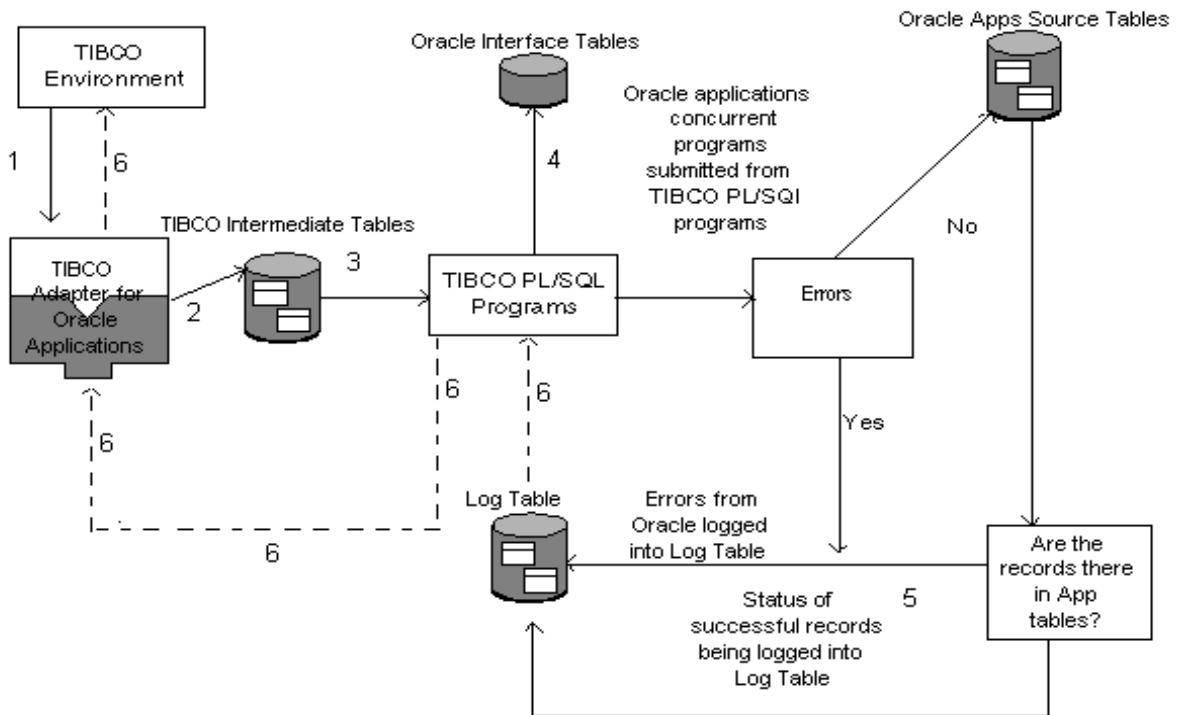 Oracle Apps Source Tables
TIBCO
Environment
Oracle Interface Tables
Oracle applications
concurrent
programs
submitted from
TIBCO PL/SQl
programs
1
6
4
TIBCO Intermediate Tables
No
TIBCO
Adapter for
Oracle
Applications
2
3
TIBCO PL/SQL
Programs
Errors
6
6
6
Yes
Log Table
Errors from
Oracle logged
into Log Table
6
5
Are the
records there
in App
tables?
Status of
successful records
being logged into
Log Table